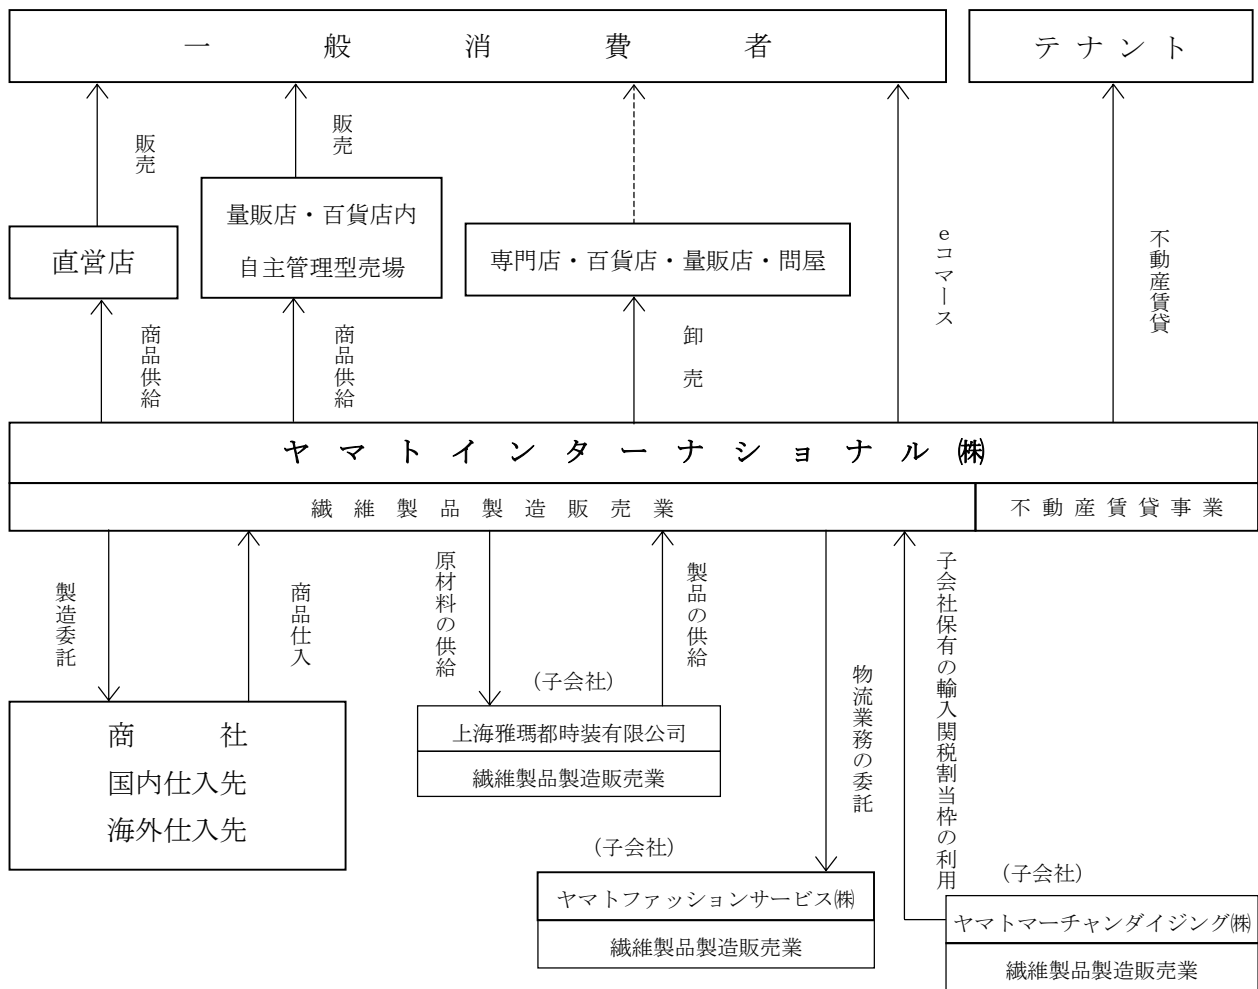 一般消費者
テナント
販売
販売
量販店・百貨店内
自主管理型売場
直営店
専門店・百貨店・量販店・問屋
eコマース
不動産賃貸
商品供給
商品供給
卸売
ヤマトインターナショナル㈱
繊維製品製造販売業
不動産賃貸事業
製造委託
商品仕入
原材料の供給
製品の供給
物流業務の委託
子会社保有の輸入関税割当枠の利用
商社
国内仕入先
海外仕入先
(子会社)
上海雅瑪都時装有限公司
繊維製品製造販売業
(子会社)
ヤマトファッションサービス㈱
繊維製品製造販売業
(子会社)
ヤマトマーチャンダイジング㈱
繊維製品製造販売業